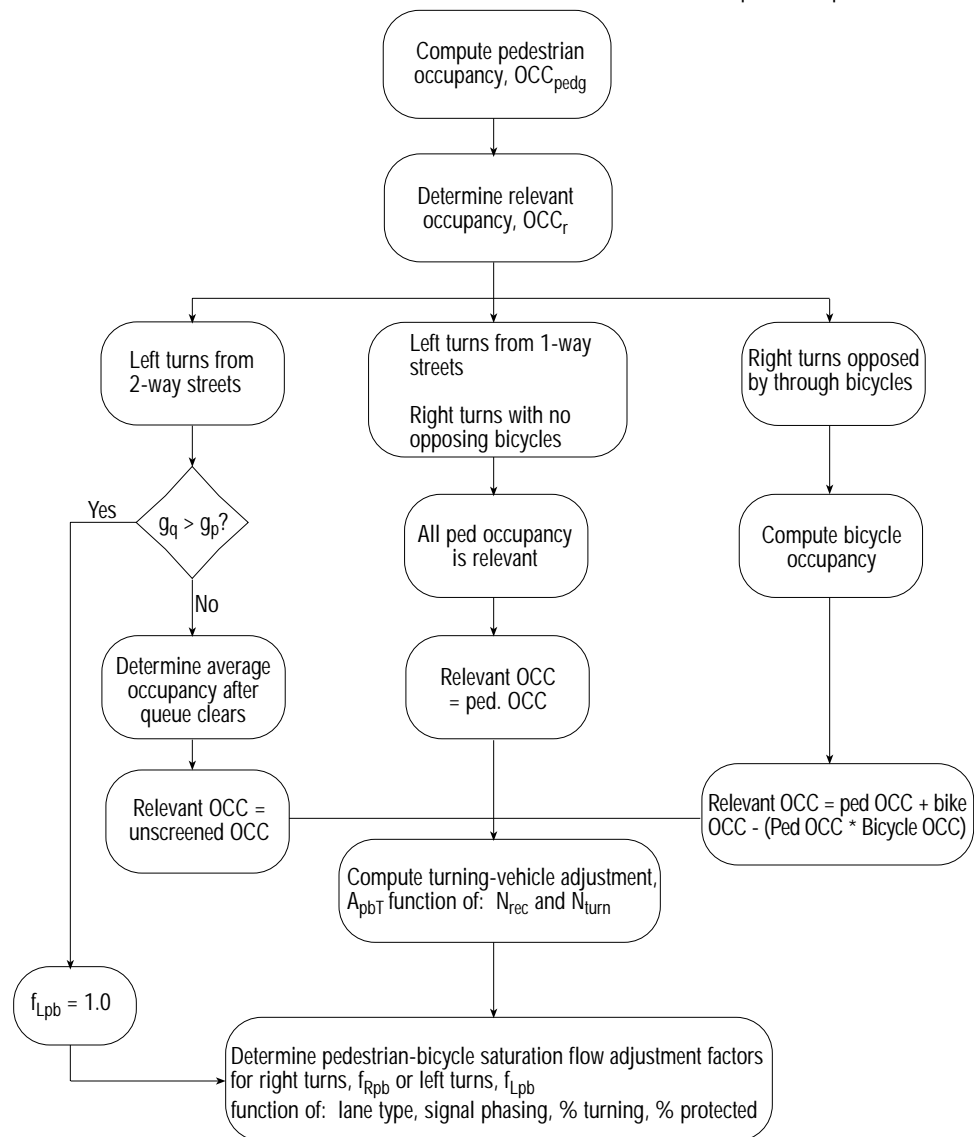 Compute pedestrian
occupancy, OCCpedg
Determine relevant
occupancy, OCCr
Left turns from
2-way streets
Left turns from 1-way
streets
Right turns with no
opposing bicycles
Right turns opposed
by through bicycles
Yes
gq > gp?
No
All ped occupancy
is relevant
Compute bicycle
occupancy
Determine average
occupancy after
queue clears
Relevant OCC
= ped. OCC
Relevant OCC =
unscreened OCC
Relevant OCC = ped OCC + bike
OCC - (Ped OCC * Bicycle OCC)
Compute turning-vehicle adjustment,
ApbT function of: Nrec and Nturn
fLpb = 1.0
Determine pedestrian-bicycle saturation flow adjustment factors
for right turns, fRpb or left turns, fLpb
function of: lane type, signal phasing, % turning, % protected